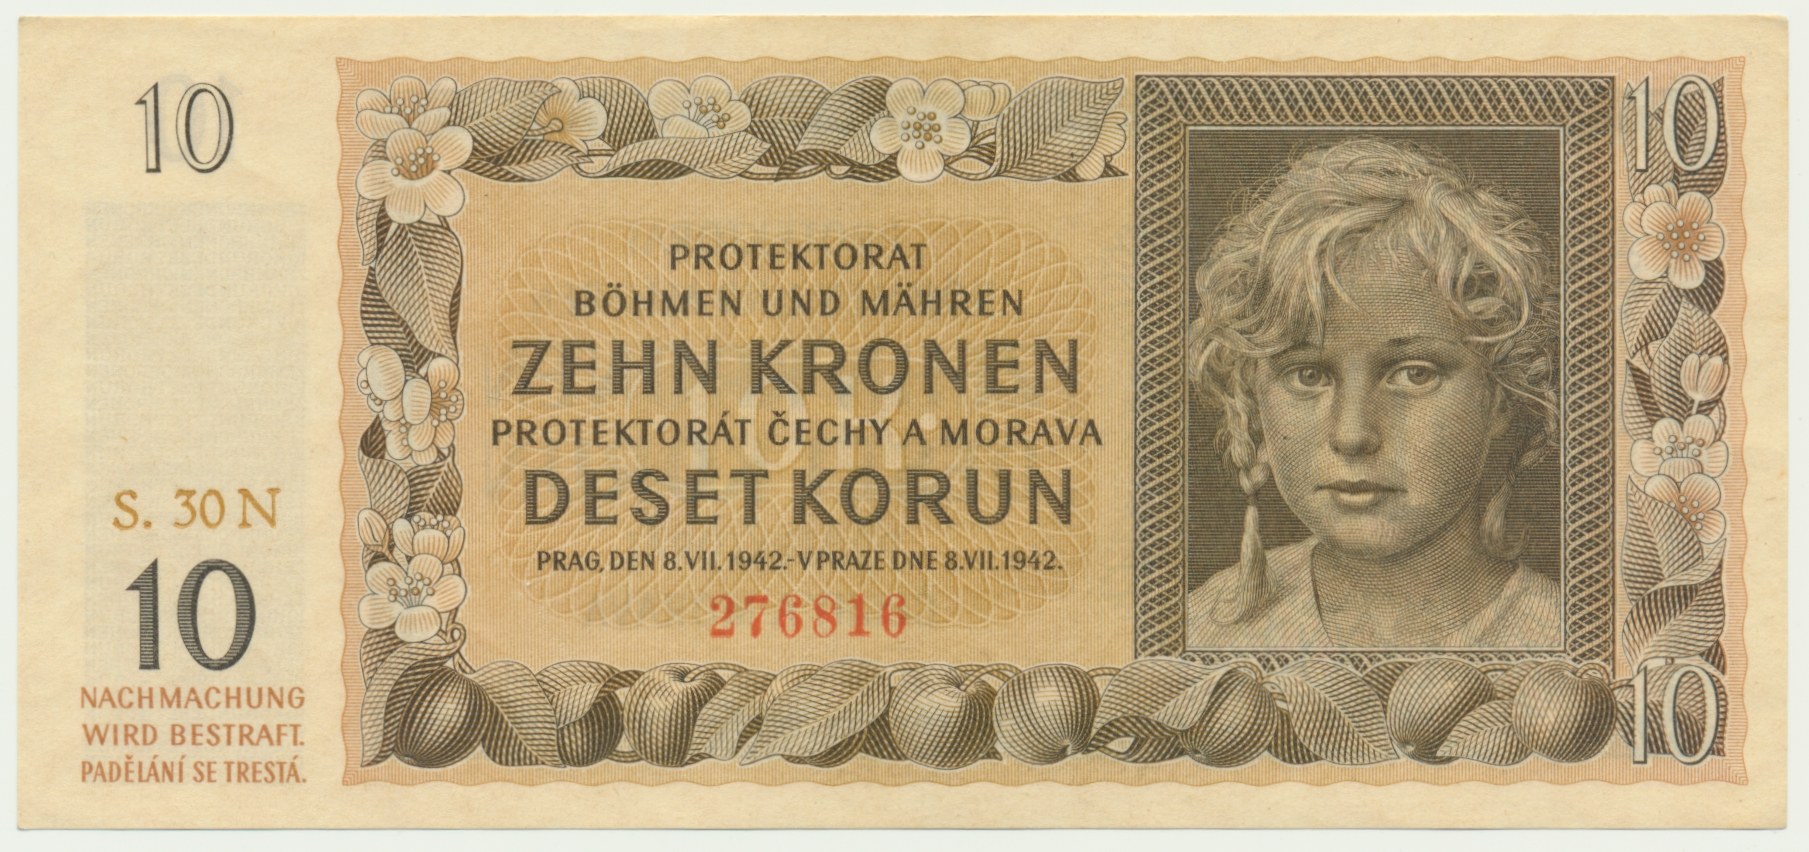 10
10
PROTEKTORAT
BÖHMEN UND MÄHREN
ZEHN KRONEN
PROTEKTORÁT ČECHY A MORAVA
DESET KORUN
PRAG, DEN 8.VII.1942.-V PRAZE DNE 8.VII.1942.
276816
S. 30 N
10
NACHMACHUNG
WIRD BESTRAFT.
PADĚLÁNÍ SE TRESTÁ.
10
10K.